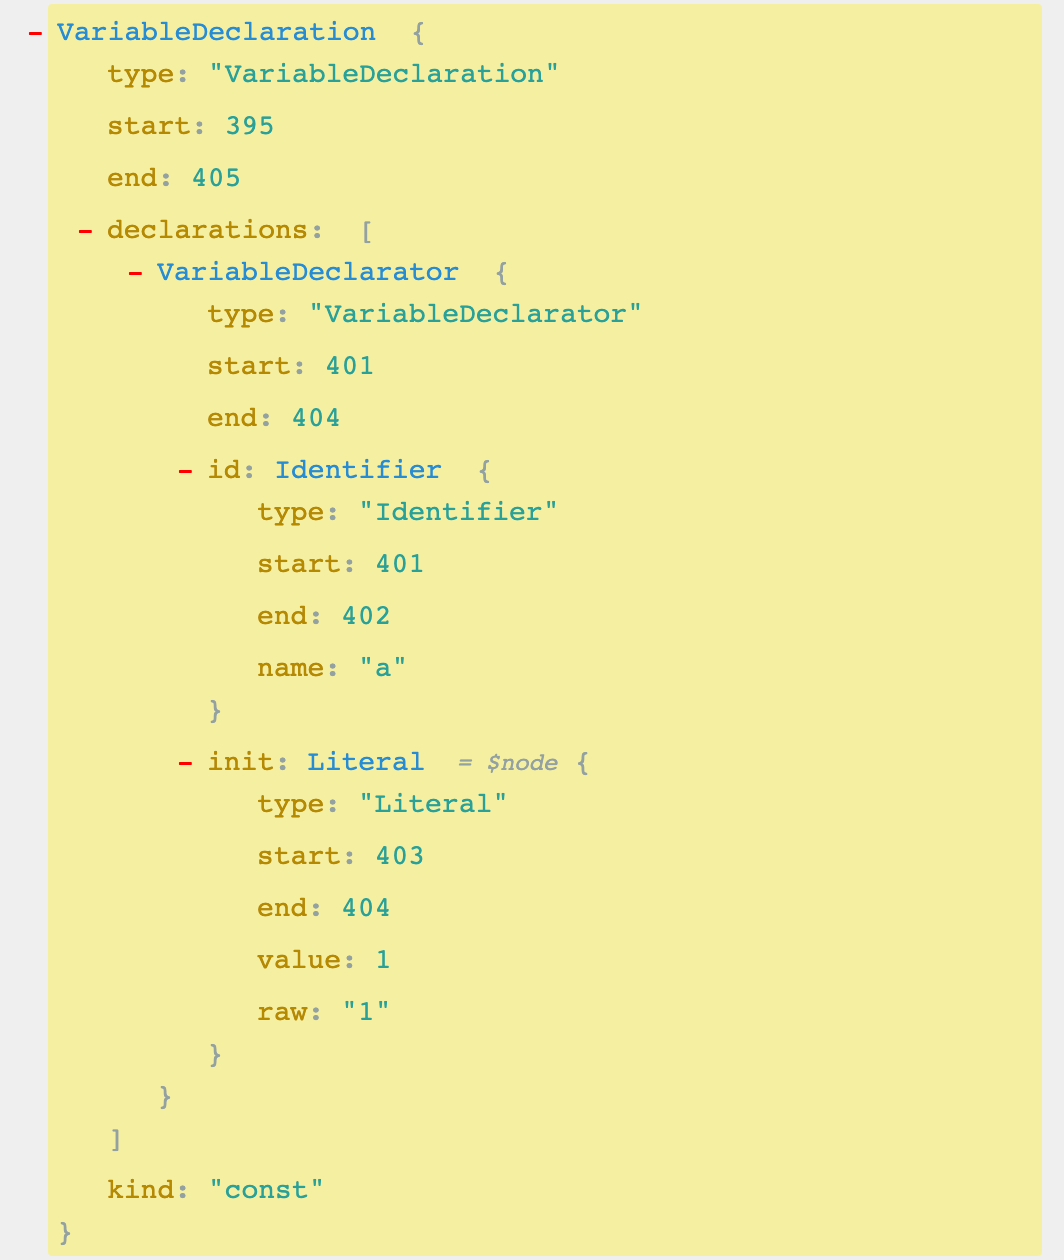 - VariableDeclaration {
type: "VariableDeclaration"
start: 395
end: 405
- declarations: [
- VariableDeclarator {
type: "VariableDeclarator"
start: 401
end: 404
- id: Identifier {
type: "Identifier"
start: 401
end: 402
name: "a"
}
- init: Literal = $node {
type: "Literal"
start: 403
end: 404
value: 1
raw: "1"
}
}
]
kind: "const"
}